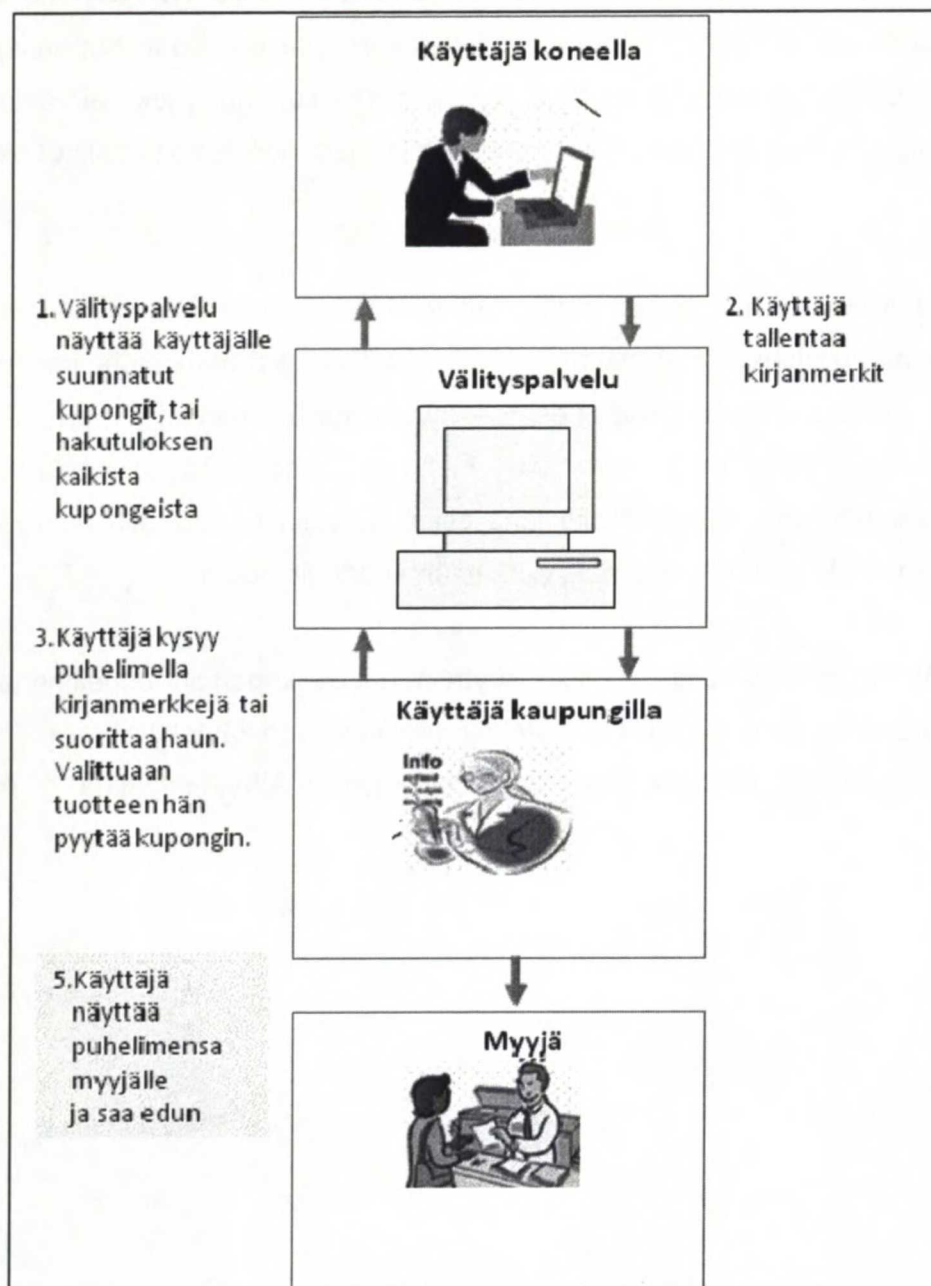 Käyttäjä koneella
1. Välityspalvelu
näyttää käyttäjälle
suunnatut
kupongit, tai
hakutuloksen
kaikista
kupongeista
2. Käyttäjä
tallentaa
kirjanmerkit
Välityspalvelu
3. Käyttäjä kysyy
puhelimella
kirjanmerkkejä tai
suorittaa haun.
Valittuaan
tuotteen hän
pyytää kupongin.
Käyttäjä kaupungilla
Info
5. Käyttäjä
näyttää
puhelimensa
myyjälle
ja saa edun
Myyjä